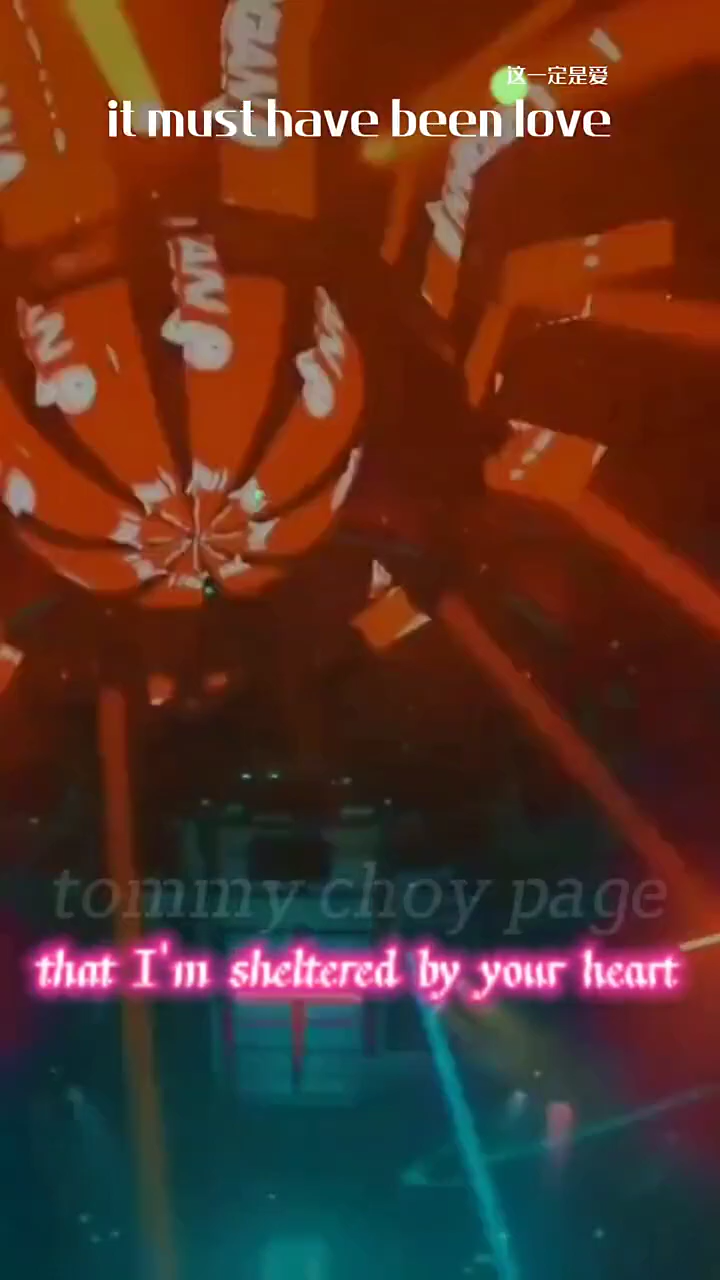 这一定是爱
it must have been love
tommy choy page
that I'm sheltered by your heart